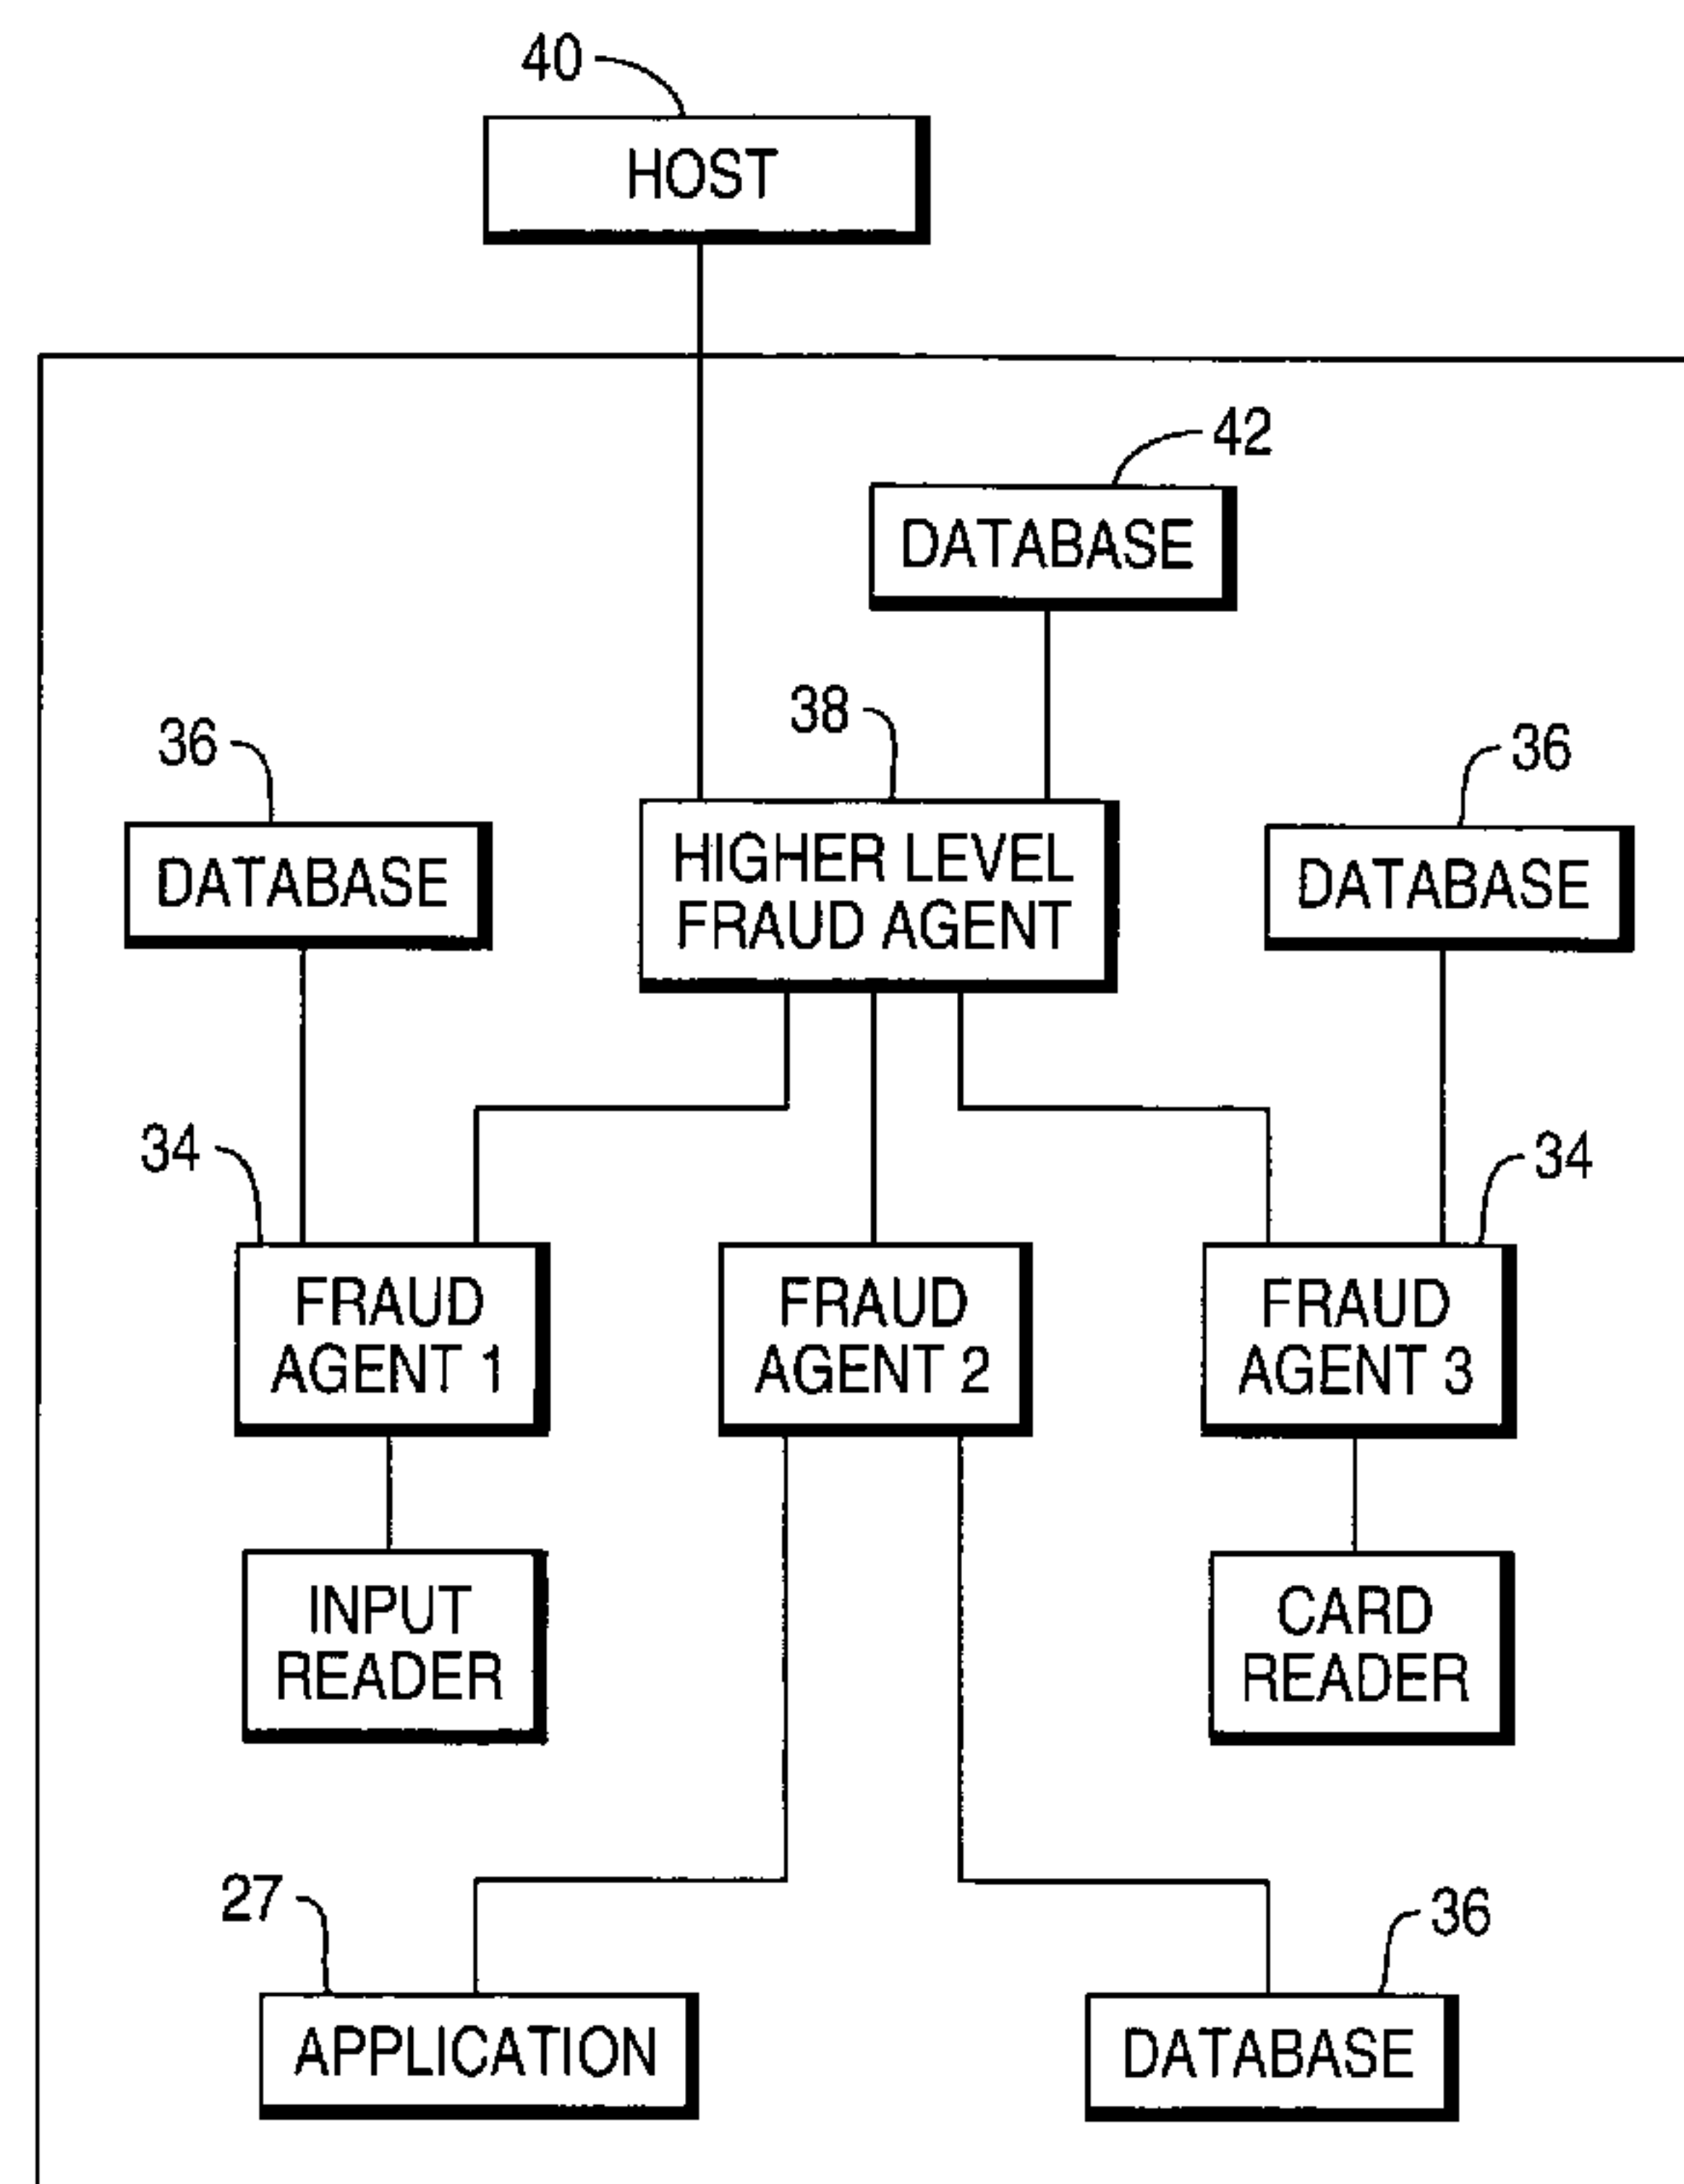 40
HOST
42
DATABASE
38
36
36
DATABASE
HIGHER LEVEL
FRAUD AGENT
DATABASE
34
34
FRAUD
AGENT 1
FRAUD
AGENT 2
FRAUD
AGENT 3
INPUT
READER
CARD
READER
27
36
APPLICATION
DATABASE